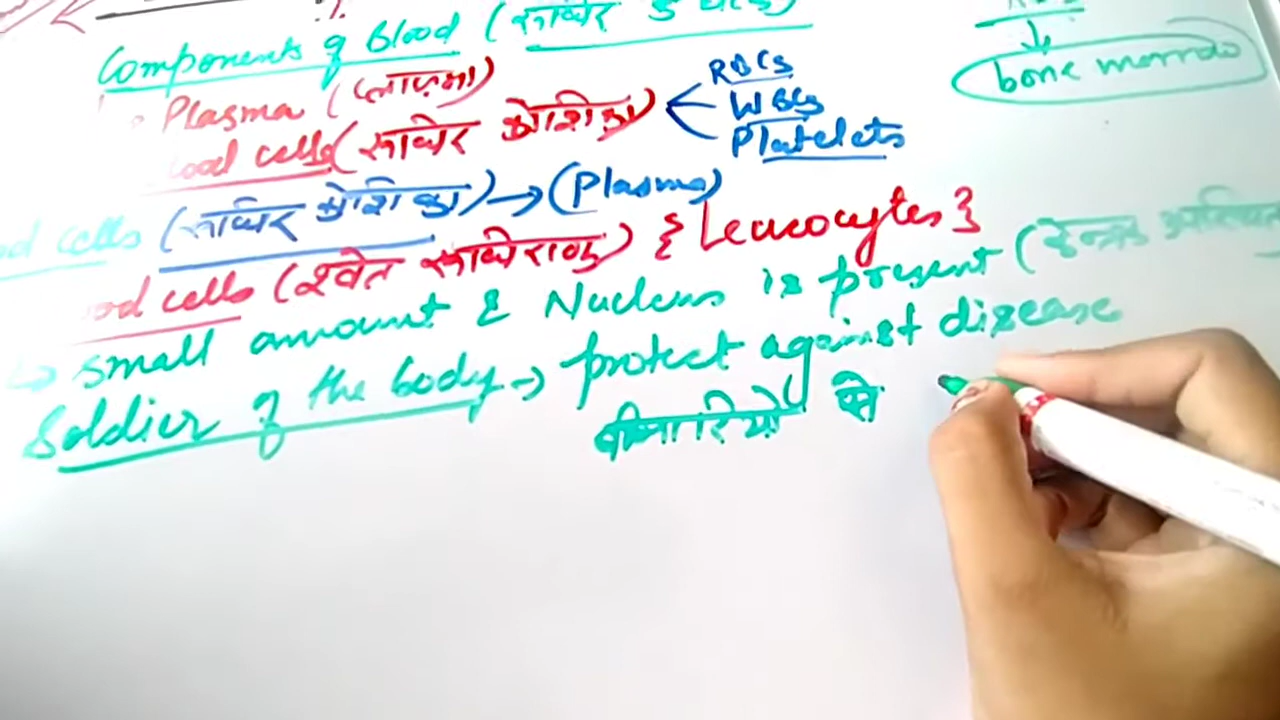 Components of Blood (रूधिर के घटक)
RBCs
Plasma (प्लाज़्मा)
WBCs
bone marrow
cells (रूधिर कोशिका)
Platelets
cells (रूधिर कोशिका) → (Plasma)
cells (श्वेत रूधिराणु) { Leucocytes }
↳ small amount & Nucleus is present (
Soldier of the body → protect against disease
बीमारियों से